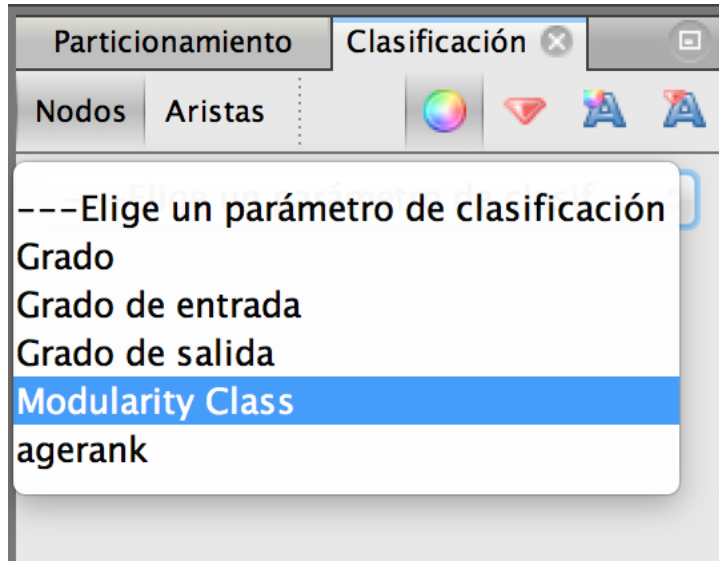 Particionamiento Clasificación
Nodos Aristas
---Elige un parámetro de clasificación
Grado
Grado de entrada
Grado de salida
Modularity Class
agerank